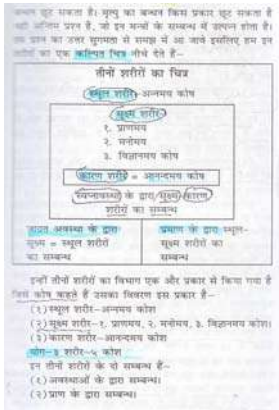 बन्धन छूट सकता है। मृत्यु का बन्धन किस प्रकार छूट सकता है
यही अन्तिम प्रश्न है, जो इन मन्त्रों के सम्बन्ध में उत्पन्न होता है।
इस प्रश्न का उत्तर सुगमता से समझ में आ जावे इसलिए हम इन
शरीरों का एक कल्पित चित्र नीचे देते हैं–
तीनों शरीरों का चित्र
स्थूल शरीर-अन्नमय कोष
सूक्ष्म शरीर-
१. प्राणमय
२. मनोमय
३. विज्ञानमय कोष
कारण शरीर = आनन्दमय कोष
स्वप्नावस्था के द्वारा सूक्ष्म कारण
शरीरों का सम्बन्ध
जाग्रत अवस्था के द्वारा
सूक्ष्म = स्थूल शरीरों
का सम्बन्ध
प्रमाण के द्वारा स्थूल-
सूक्ष्म शरीरों का
सम्बन्ध
इन्हीं तीनों शरीरों का विभाग एक और प्रकार से किया गया है
जिसे कोष कहते हैं उसका विवरण इस प्रकार है–
(१) स्थूल शरीर-अन्नमय कोष
(२) सूक्ष्म शरीर-१. प्राणमय, २. मनोमय, ३. विज्ञानमय कोष।
(३) कारण शरीर-आनन्दमय कोष
योग-३ शरीर-५ कोष
इन तीनों शरीरों के दो सम्बन्ध हैं–
(१) अवस्थाओं के द्वारा सम्बन्ध।
(२) प्राण के द्वारा सम्बन्ध।